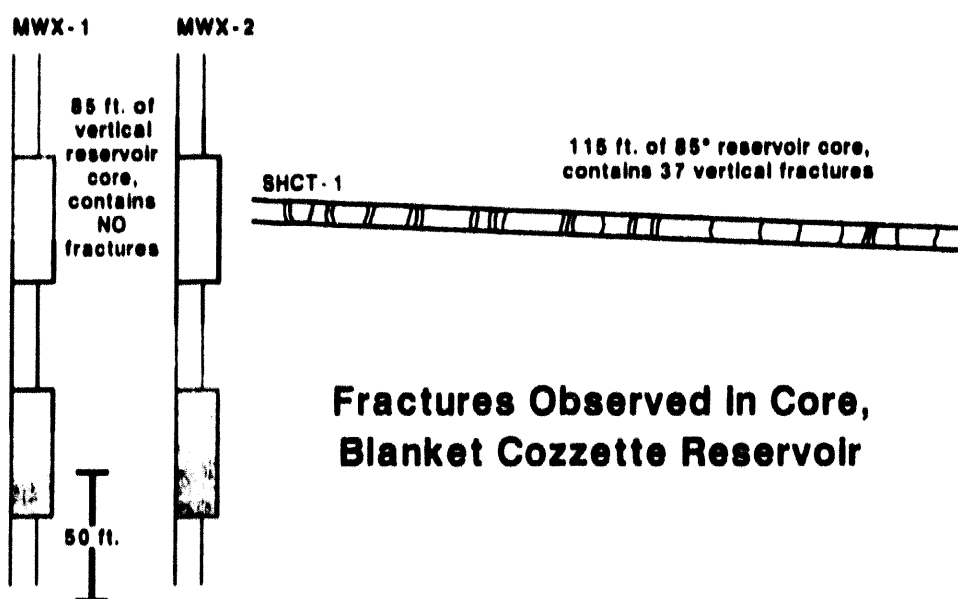 MWX-1
MWX-2
85 ft. of
vertical
reservoir
core,
contains
NO
fractures
115 ft. of 85° reservoir core,
contains 37 vertical fractures
SHCT-1
Fractures Observed in Core,
Blanket Cozzette Reservoir
50 ft.